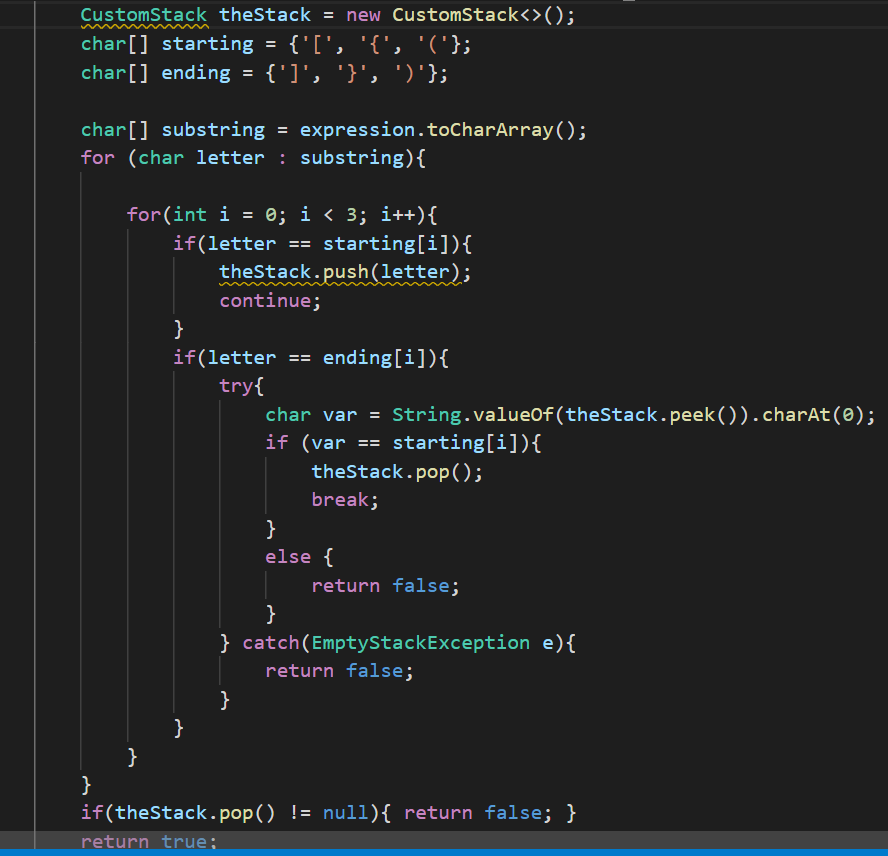 CustomStack theStack = new CustomStack<>();
char[] starting = {'[', '{', '('};
char[] ending = {']', '}', ')'};
char[] substring = expression.toCharArray();
for (char letter : substring){
for(int i = 0; i < 3; i++){
if(letter == starting[i]){
theStack.push(letter);
continue;
}
if(letter == ending[i]){
try{
char var = String.valueOf(theStack.peek()).charAt(0);
if (var == starting[i]){
theStack.pop();
break;
}
else {
return false;
}
} catch(EmptyStackException e){
return false;
}
}
}
}
if(theStack.pop() != null){ return false; }
return true;